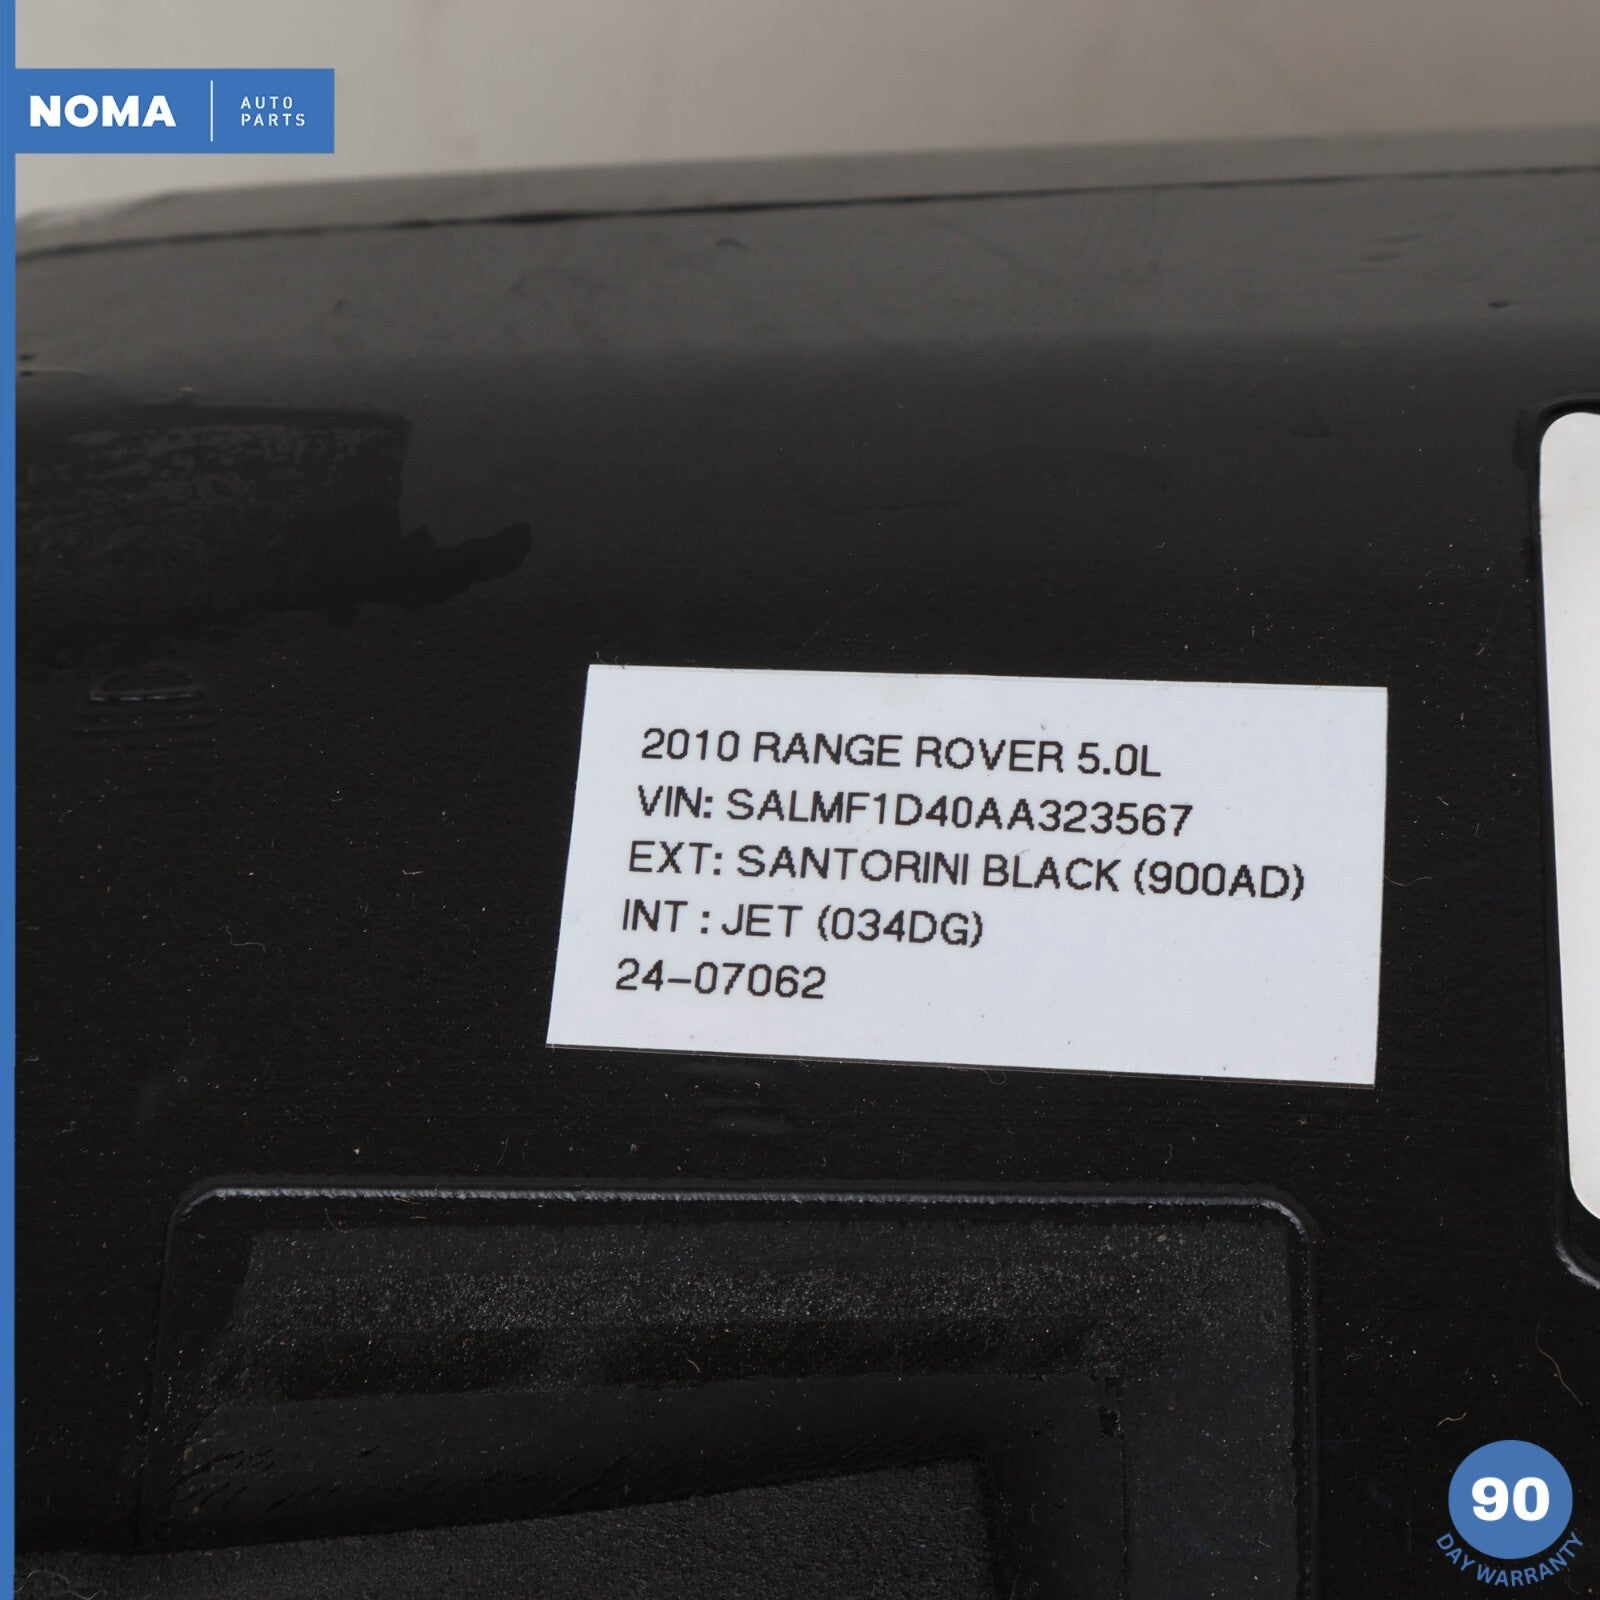 NOMA
AUTO
PARTS
2010 RANGE ROVER 5.0L
VIN: SALMF1D40AA323567
EXT: SANTORINI BLACK (900AD)
INT : JET (034DG)
24-07062
90
DAY WARRANTY